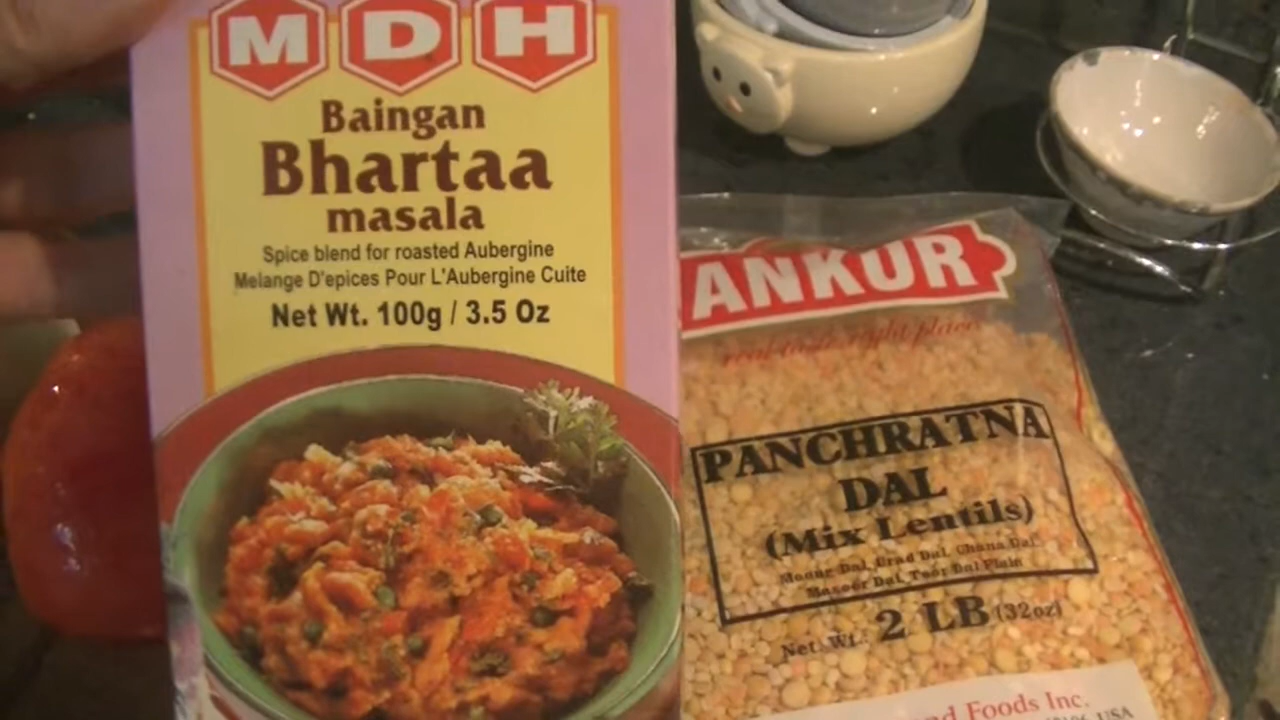 MDH
Baingan
Bhartaa
masala
Spice blend for roasted Aubergine
Melange D'epices Pour L'Aubergine Cuite
Net Wt. 100g / 3.5 Oz
ANKUR
PANCHRATNA
DAL
(Mix Lentils)
Moong Dal, Urad Dal, Chana Dal,
Masoor Dal, Toor Dal Plain
Net. Wt.: 2 LB (32oz)
Foods Inc.
USA